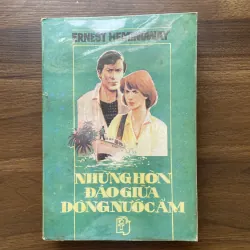 ERNEST HEMINGWAY
NHỮNG HÒN
ĐẢO GIỮA
DÒNG NƯỚC ẤM